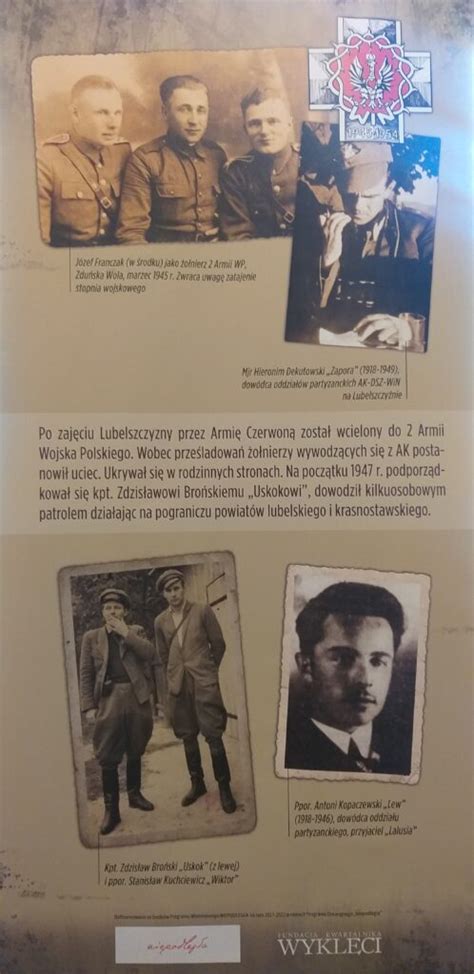 1945-1954
Józef Franczak (w środku) jako żołnierz 2 Armii WP,
Zduńska Wola, marzec 1945 r. Zwraca uwagę zatajenie
stopnia wojskowego
Mjr Hieronim Dekutowski „Zapora” (1918-1949),
dowódca oddziałów partyzanckich AK-DSZ-WiN
na Lubelszczyźnie
Po zajęciu Lubelszczyzny przez Armię Czerwoną został wcielony do 2 Armii
Wojska Polskiego. Wobec prześladowań żołnierzy wywodzących się z AK posta-
nowił uciec. Ukrywał się w rodzinnych stronach. Na początku 1947 r. podporząd-
kował się kpt. Zdzisławowi Brońskiemu „Uskokowi”, dowodził kilkuosobowym
patrolem działając na pograniczu powiatów lubelskiego i krasnostawskiego.
Ppor. Antoni Kopaczewski „Lew”
(1918-1946), dowódca oddziału
partyzanckiego, przyjaciel „Lalusia”
Kpt. Zdzisław Broński „Uskok” (z lewej)
i ppor. Stanisław Kuchciewicz „Wiktor”
niepodległa
FUNDACJA KWARTALNIKA
WYKLĘCI